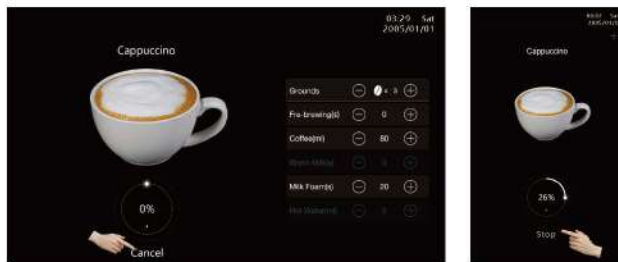 03:29 Sat
2005/01/01
Cappuccino
Grounds x 3
Pre-brewing(s) 0
Coffee(ml) 60
Milk Foam(s) 20
0%
Cancel
Cappuccino
26%
Stop